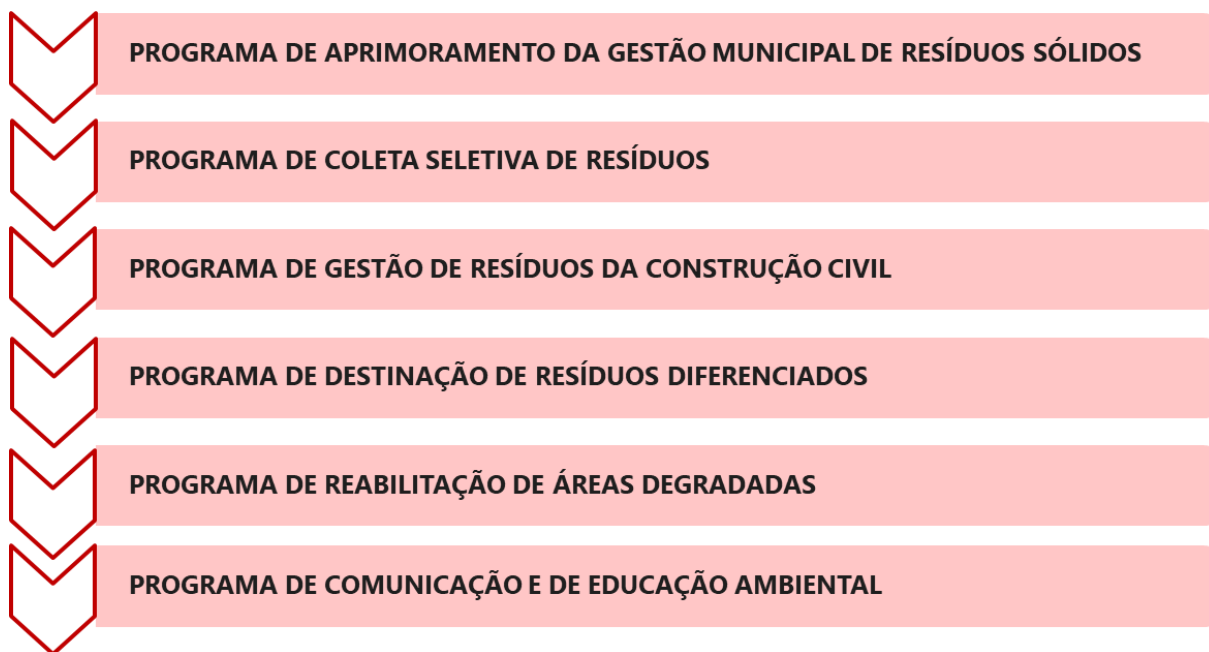 PROGRAMA DE APRIMORAMENTO DA GESTÃO MUNICIPAL DE RESÍDUOS SÓLIDOS
PROGRAMA DE COLETA SELETIVA DE RESÍDUOS
PROGRAMA DE GESTÃO DE RESÍDUOS DA CONSTRUÇÃO CIVIL
PROGRAMA DE DESTINAÇÃO DE RESÍDUOS DIFERENCIADOS
PROGRAMA DE REABILITAÇÃO DE ÁREAS DEGRADADAS
PROGRAMA DE COMUNICAÇÃO E DE EDUCAÇÃO AMBIENTAL